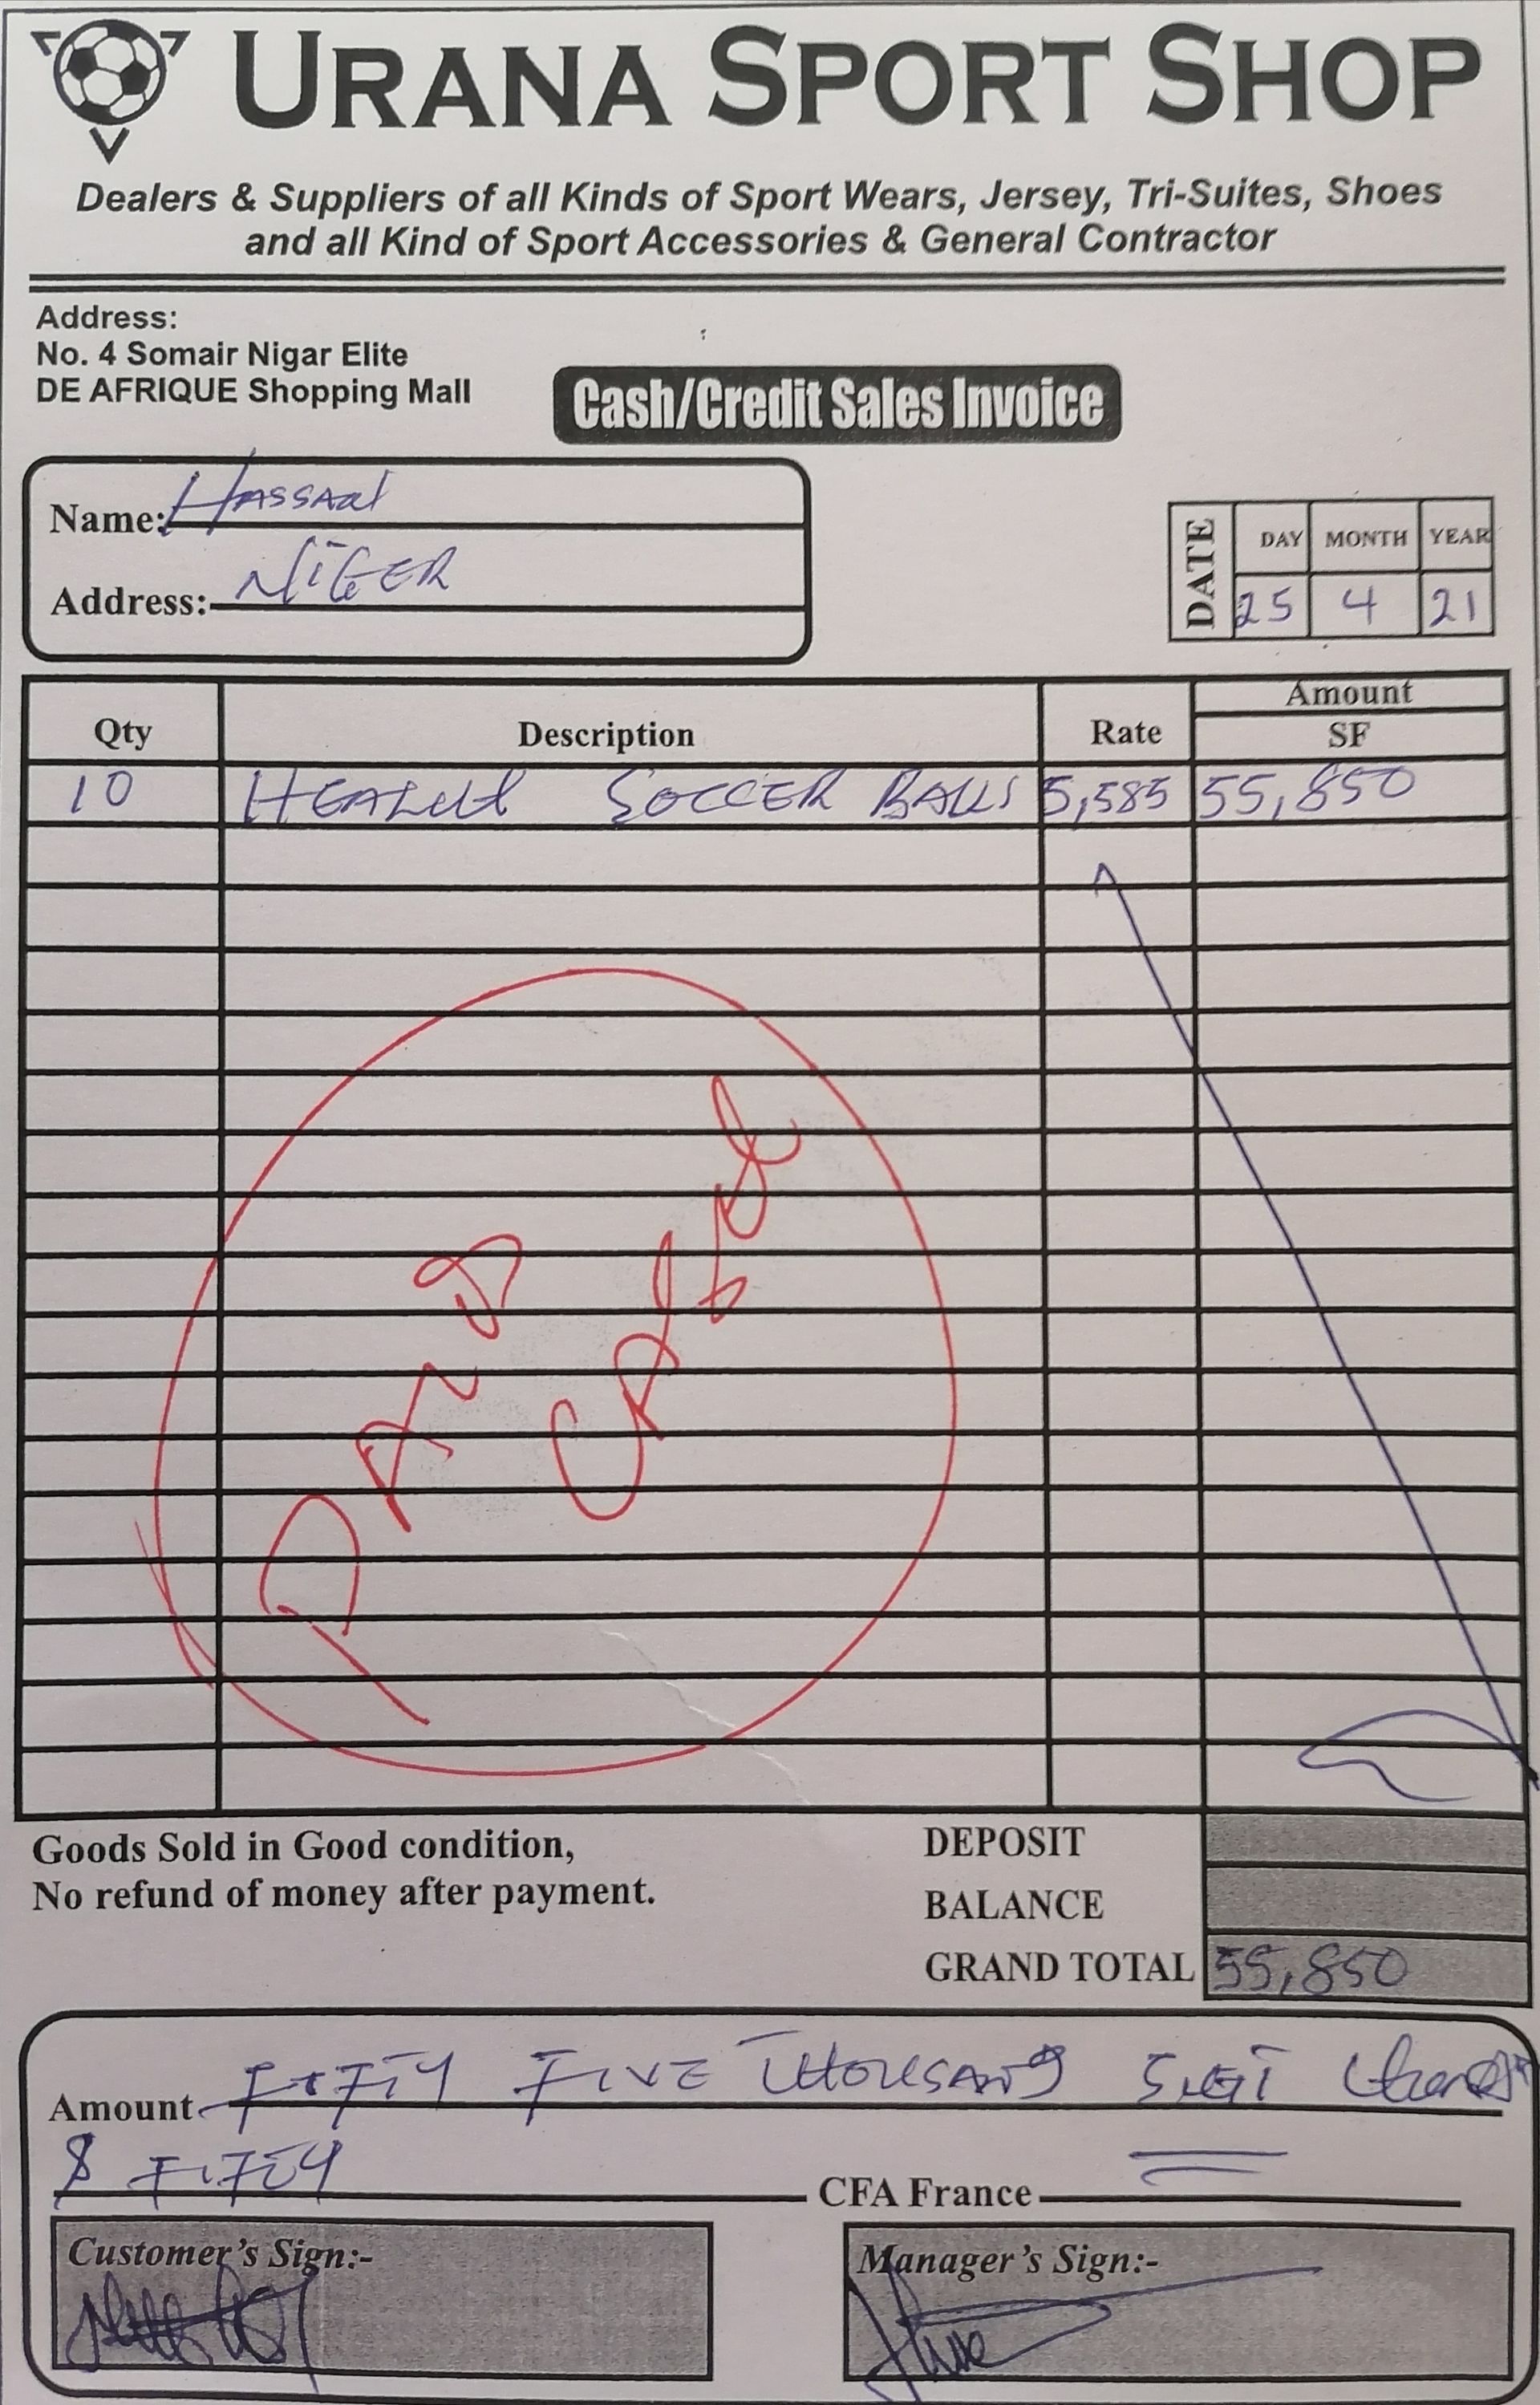 URANA SPORT SHOP
Dealers & Suppliers of all Kinds of Sport Wears, Jersey, Tri-Suites, Shoes
and all Kind of Sport Accessories & General Contractor
Address:
No. 4 Somair Nigar Elite
DE AFRIQUE Shopping Mall
Cash/Credit Sales Invoice
Name: HASSAN
Address: NIGER
DATE DAY MONTH YEAR
25 4 21
Qty Description Rate Amount
SF
10 SOCCER BALLS 5,585 55,850
PAID
Goods Sold in Good condition,
No refund of money after payment.
DEPOSIT
BALANCE
GRAND TOTAL 55,850
Amount FIFTY FIVE THOUSAND
& FIFTY CFA France
Customer's Sign:-
Manager's Sign:-